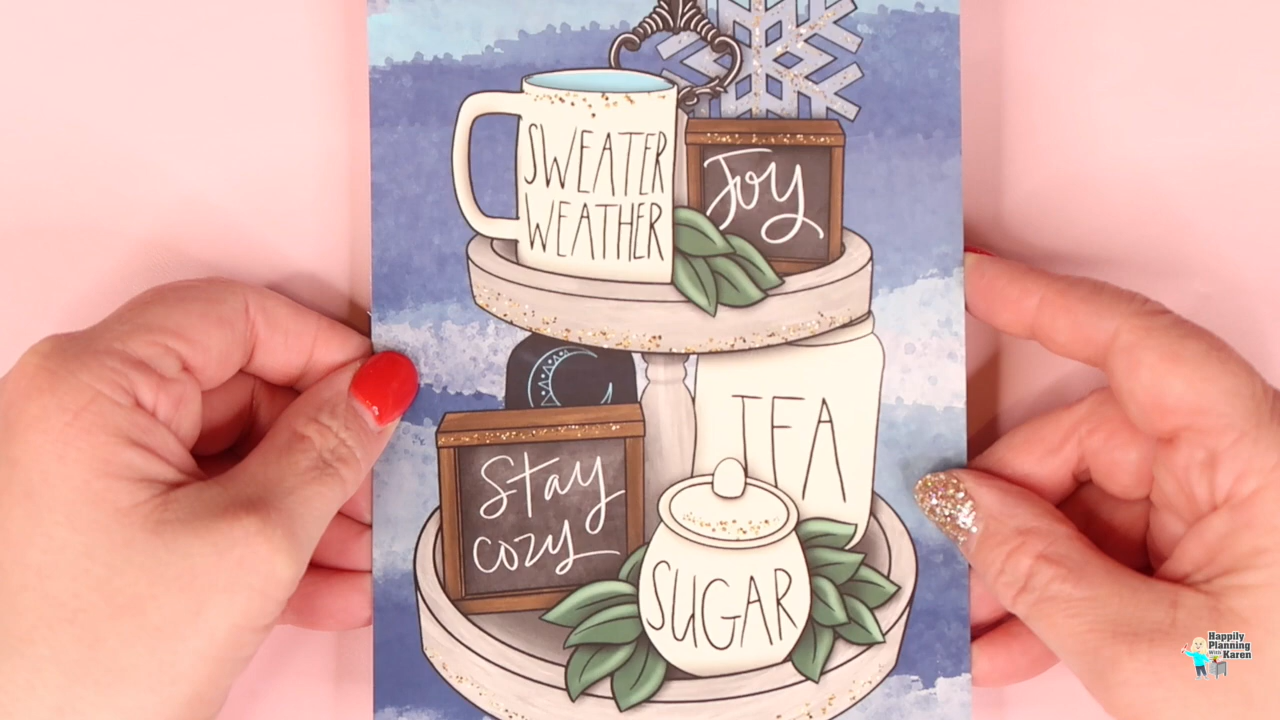 SWEATER
WEATHER
Joy
TEA
Stay
cozy
SUGAR
Happily
Planning
With
Karen